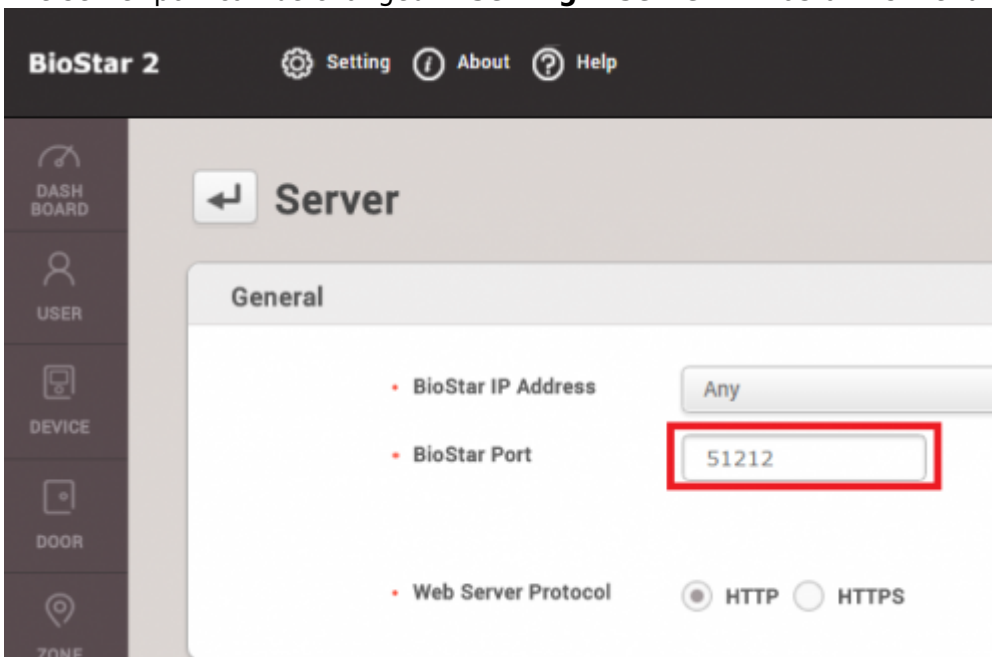 BioStar 2
Setting
About
Help
DASH
BOARD
USER
DEVICE
DOOR
ZONE
Server
General
• BioStar IP Address
Any
• BioStar Port
51212
• Web Server Protocol
HTTP
HTTPS